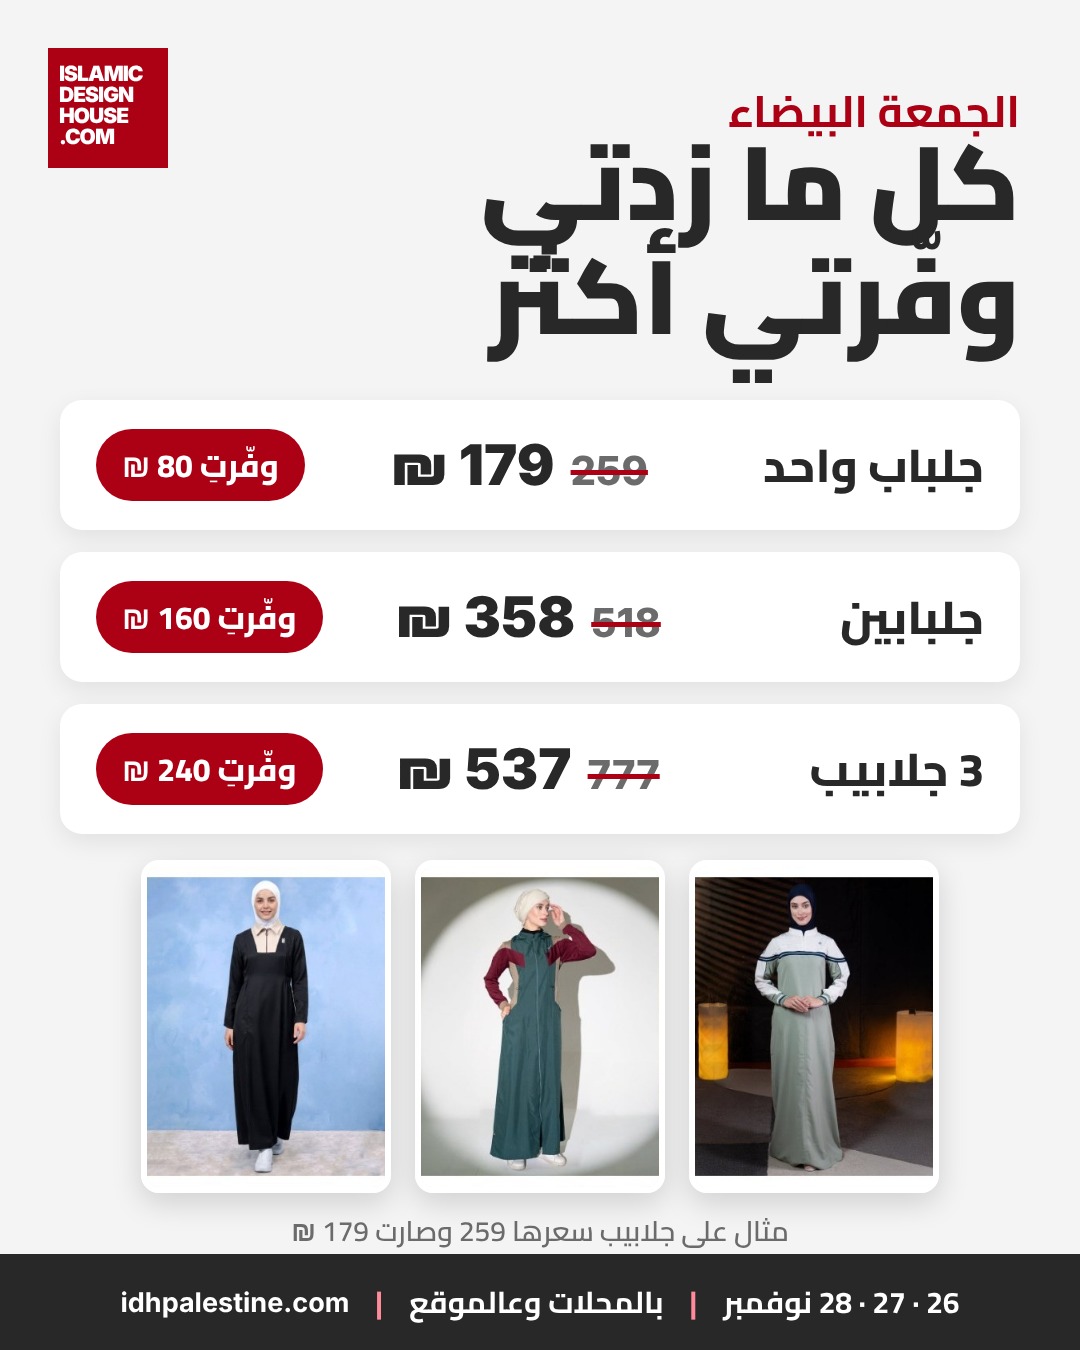 ISLAMIC
DESIGN
HOUSE
.COM
الجمعة البيضاء
كل ما زدتي
وفّرتي أكتر
جلباب واحد 259 179 ₪ وفّرتِ 80 ₪
جلبابين 518 358 ₪ وفّرتِ 160 ₪
3 جلابيب 777 537 ₪ وفّرتِ 240 ₪
مثال على جلابيب سعرها 259 وصارت 179 ₪
26 · 27 · 28 نوفمبر | بالمحلات وعالموقع | idhpalestine.com